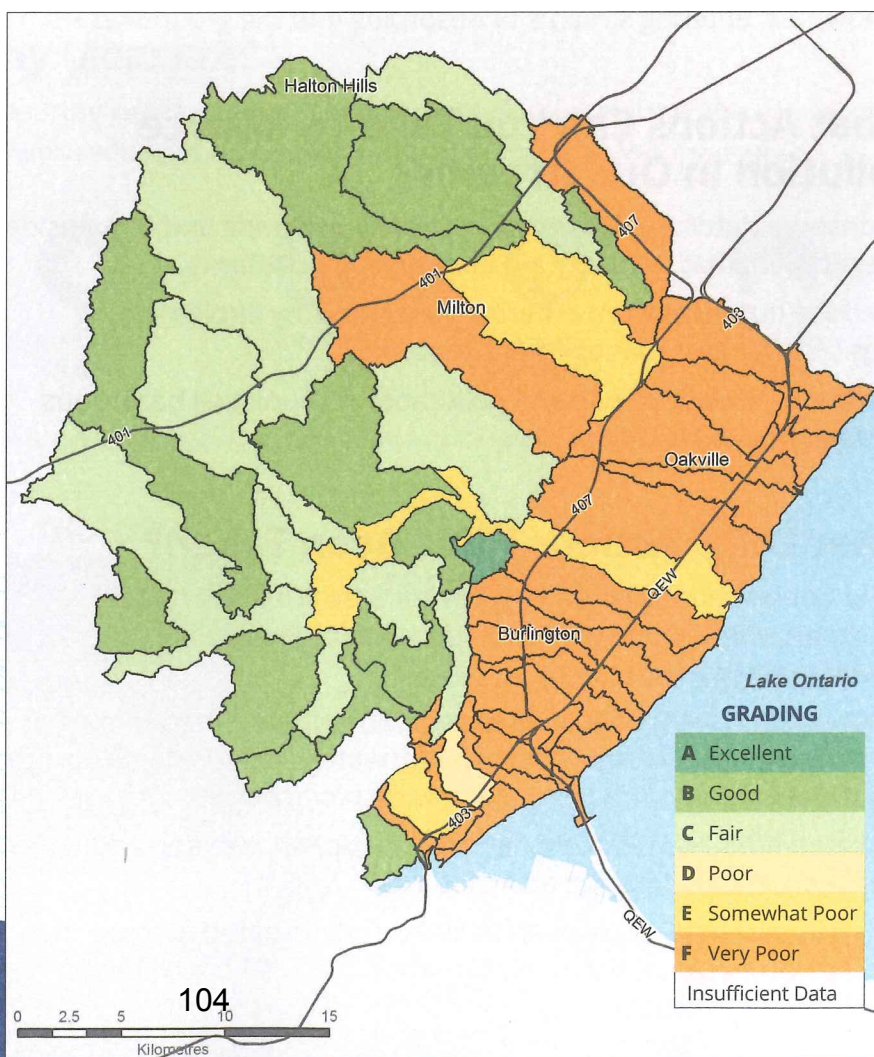 Halton Hills
407
401
Milton
403
401
Oakville
407
QEW
Burlington
Lake Ontario
GRADING
A Excellent
B Good
C Fair
D Poor
E Somewhat Poor
F Very Poor
Insufficient Data
403
QEW
104
0 2.5 5 10 15
Kilometres